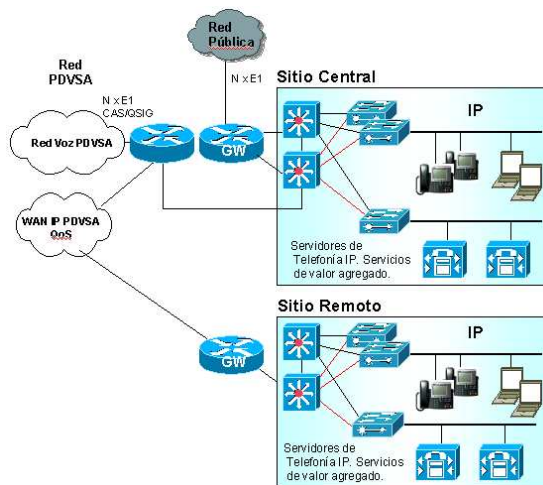 Red
Pública
Red
PDVSA
N x E1
N x E1
CAS/QSIG
Red Voz PDVSA
GW
WAN IP PDVSA
QoS
Sitio Central
IP
Servidores de
Telefonía IP. Servicios
de valor agregado.
Sitio Remoto
GW
IP
Servidores de
Telefonía IP. Servicios
de valor agregado.